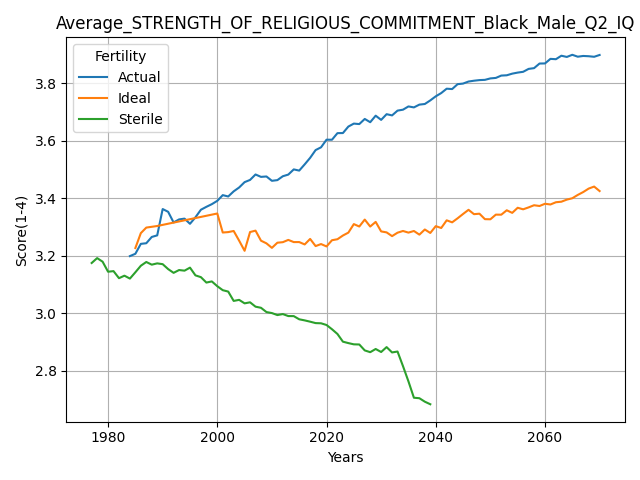 Average_STRENGTH_OF_RELIGIOUS_COMMITMENT_Black_Male_Q2_IQ
Fertility
Actual
Ideal
Sterile
3.8
3.6
3.4
3.2
3.0
2.8
Score(1-4)
1980 2000 2020 2040 2060
Years